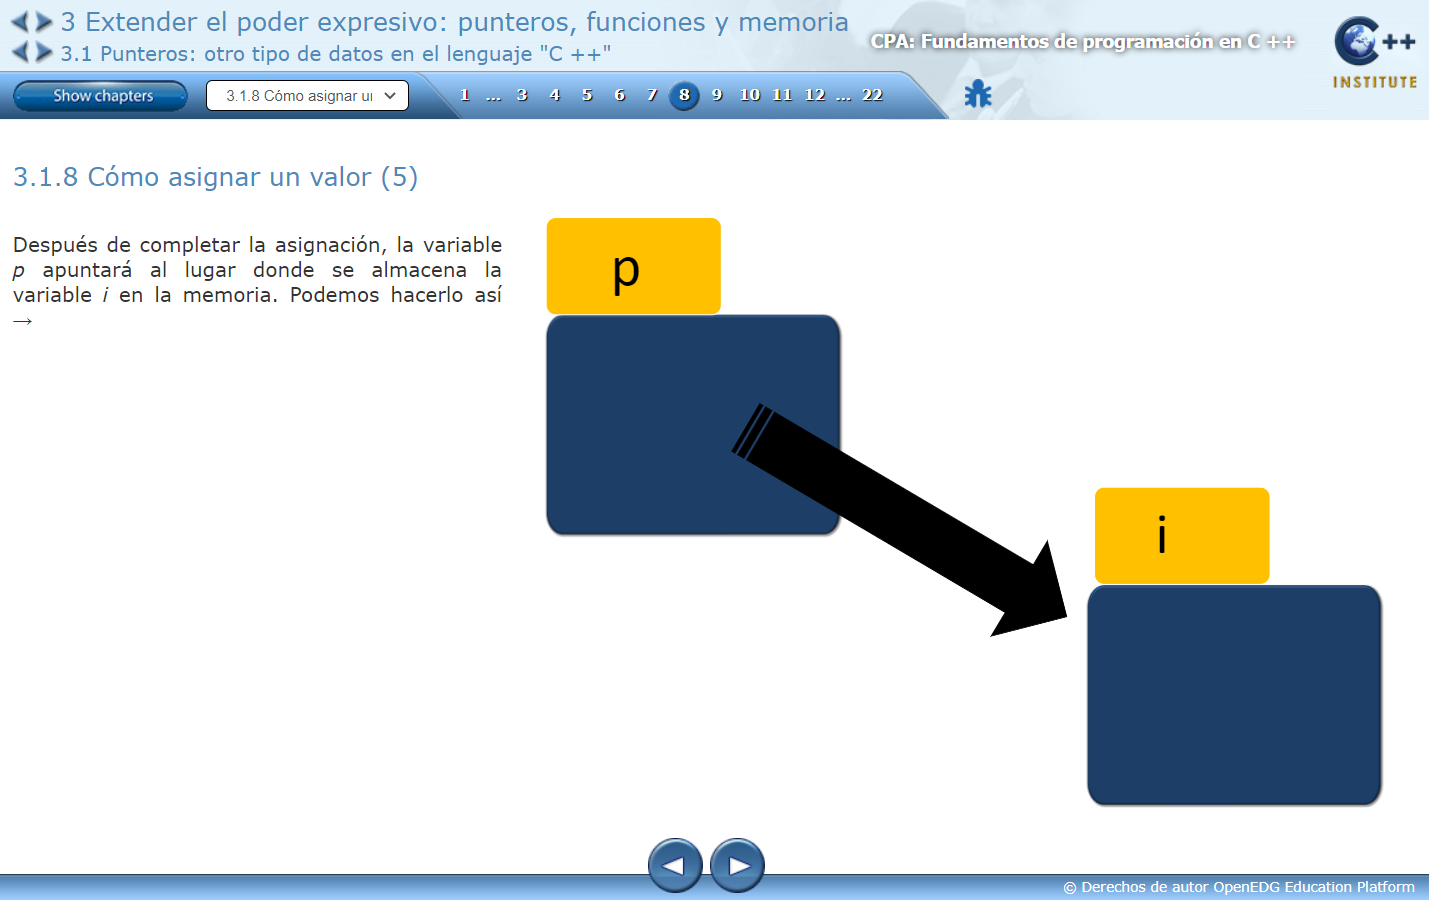 3 Extender el poder expresivo: punteros, funciones y memoria
3.1 Punteros: otro tipo de datos en el lenguaje "C ++"
CPA: Fundamentos de programación en C ++
C++
INSTITUTE
Show chapters
3.1.8 Cómo asignar ur
1 ... 3 4 5 6 7 8 9 10 11 12 ... 22
3.1.8 Cómo asignar un valor (5)
Después de completar la asignación, la variable
p apuntará al lugar donde se almacena la
variable i en la memoria. Podemos hacerlo así
→
p
i
© Derechos de autor OpenEDG Education Platform